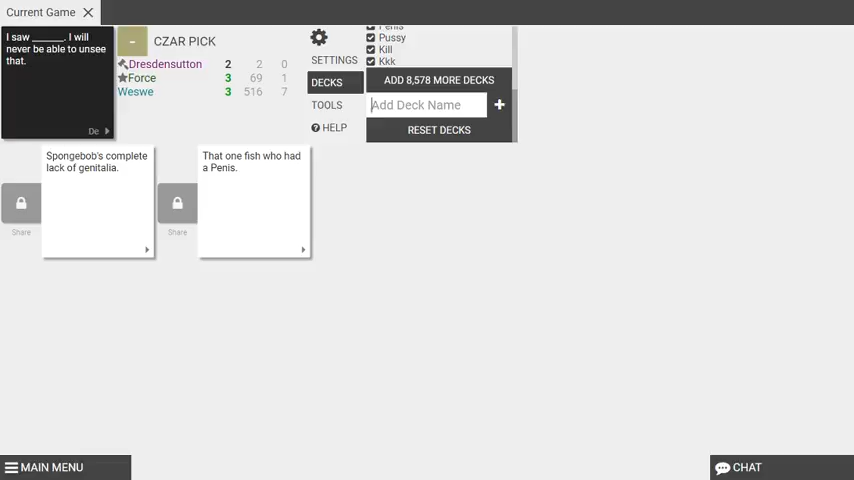 Current Game
I saw ______. I will
never be able to unsee
that.
De
-
CZAR PICK
Dresdensutton 2 2 0
Force 3 69 1
Weswe 3 516 7
SETTINGS
DECKS
TOOLS
HELP
Penis
Pussy
Kill
Kkk
ADD 8,578 MORE DECKS
Add Deck Name
RESET DECKS
Spongebob's complete
lack of genitalia.
Share
That one fish who had
a Penis.
Share
MAIN MENU
CHAT